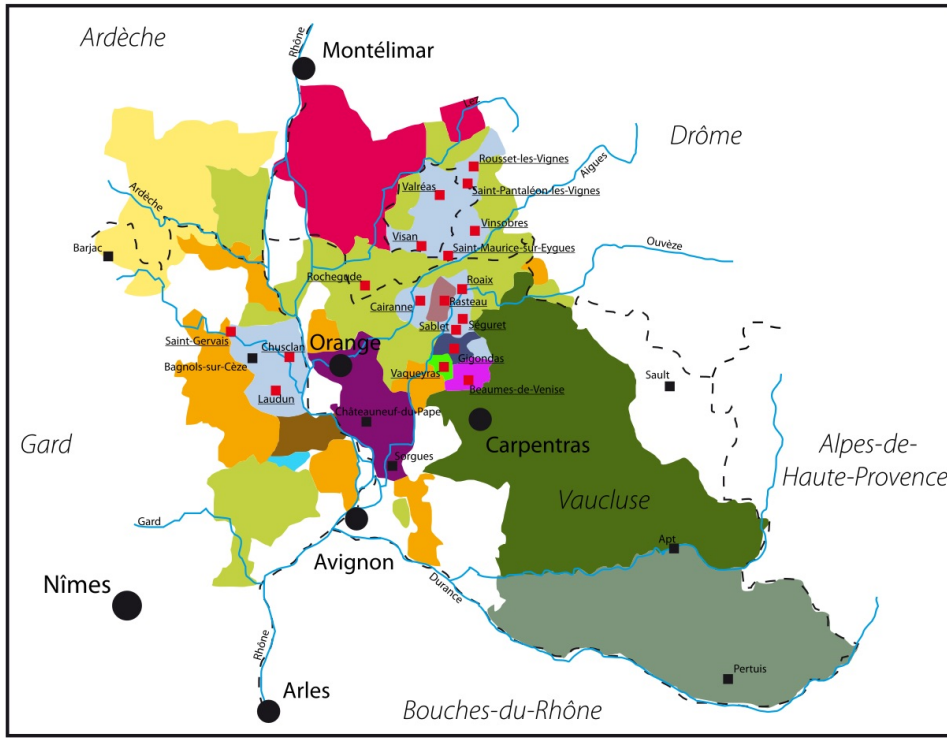 Ardèche
Rhône
Montélimar
Lez
Drôme
Rousset-les-Vignes
Aigues
Valréas
Saint-Pantaléon-les-Vignes
Ardèche
Vinsobres
Visan
Barjac
Saint-Maurice-sur-Eygues
Ouvèze
Rochegude
Roaix
Cairanne
Rasteau
Sablet
Séguret
Saint-Gervais
Chusclan
Orange
Gigondas
Bagnols-sur-Cèze
Vaqueyras
Sault
Laudun
Beaumes-de-Venise
Châteauneuf-du-Pape
Gard
Carpentras
Alpes-de-
Haute-Provence
Sorgues
Vaucluse
Gard
Apt
Avignon
Nîmes
Durance
Rhône
Pertuis
Arles
Bouches-du-Rhône